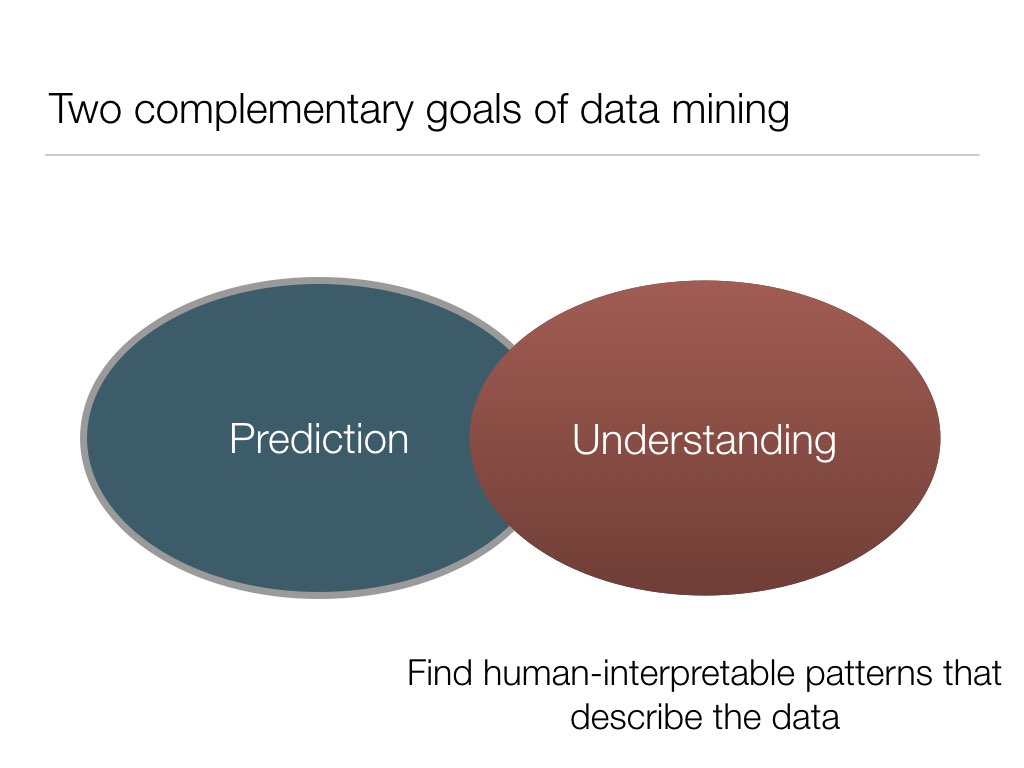 Two complementary goals of data mining
Prediction
Understanding
Find human-interpretable patterns that
describe the data